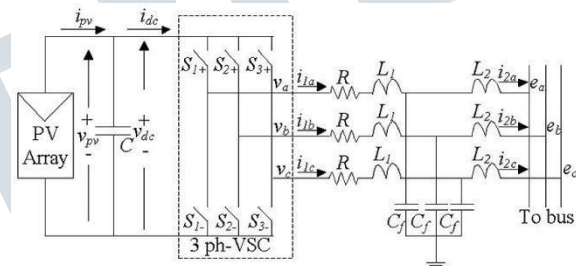 i_pv
i_dc
S_1+ S_2+ S_3+
v_a i_1a R L_1 L_2 i_2a e_a
PV
Array
+
v_pv
-
C
+
v_dc
-
v_b i_1b R L_1 L_2 i_2b e_b
v_c i_1c R L_1 L_2 i_2c e_c
S_1- S_2- S_3-
C_f C_f C_f
To bus
3 ph-VSC